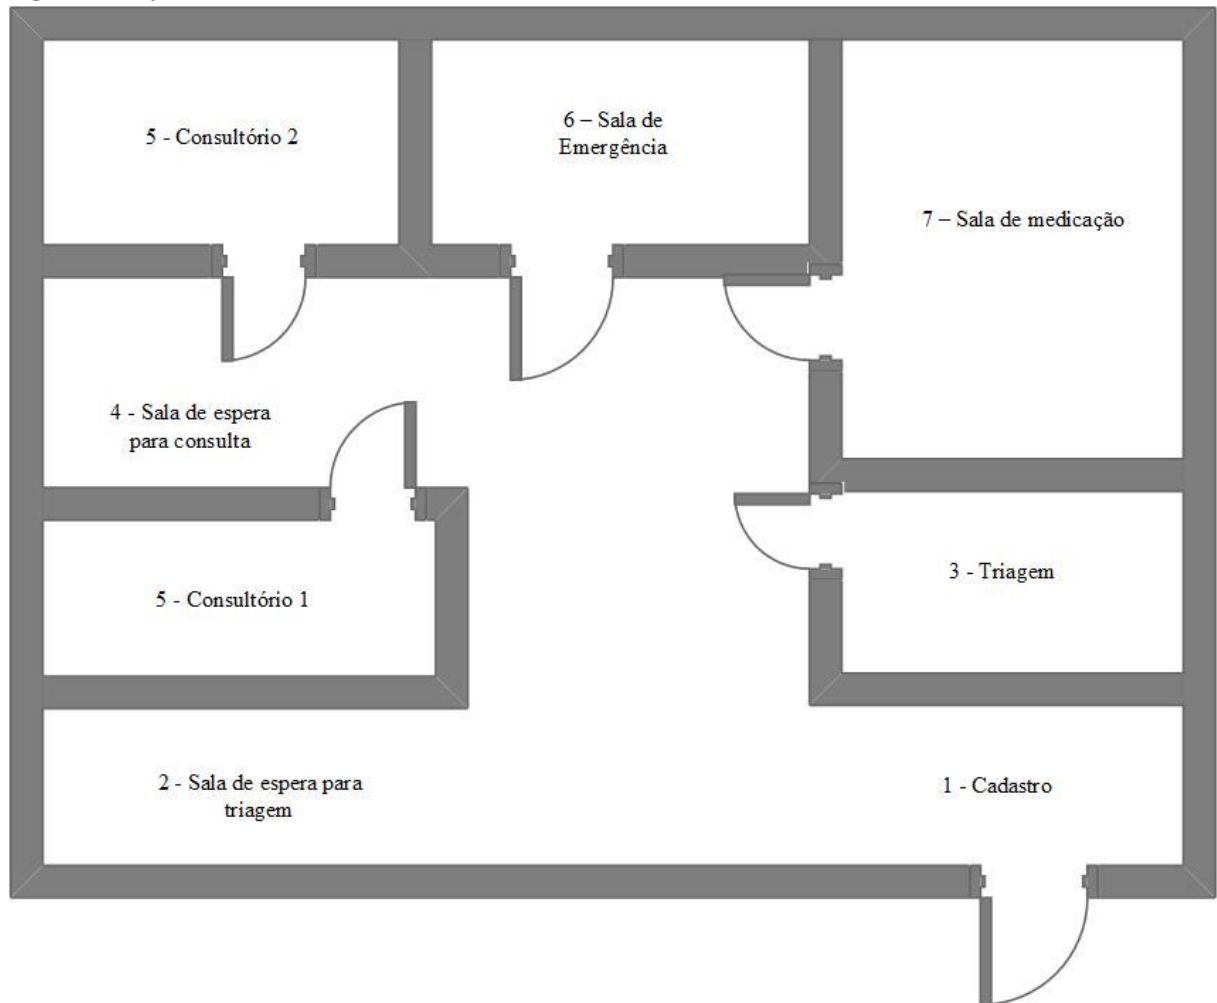 5 - Consultório 2
6 – Sala de
Emergência
7 – Sala de medicação
4 - Sala de espera
para consulta
5 - Consultório 1
3 - Triagem
2 - Sala de espera para
triagem
1 - Cadastro